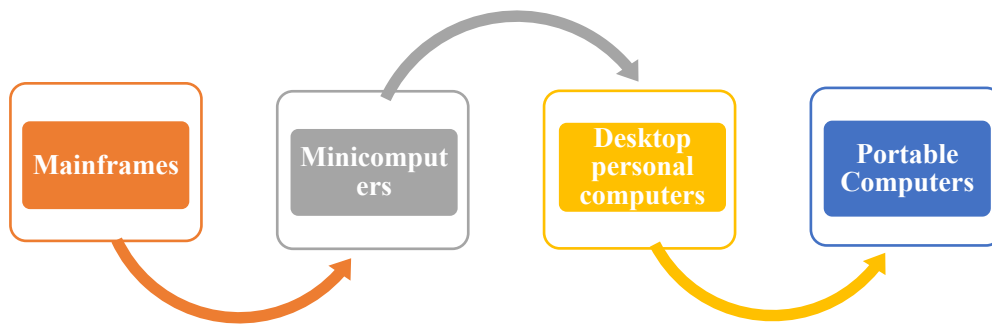 Mainframes
Minicomput
ers
Desktop
personal
computers
Portable
Computers